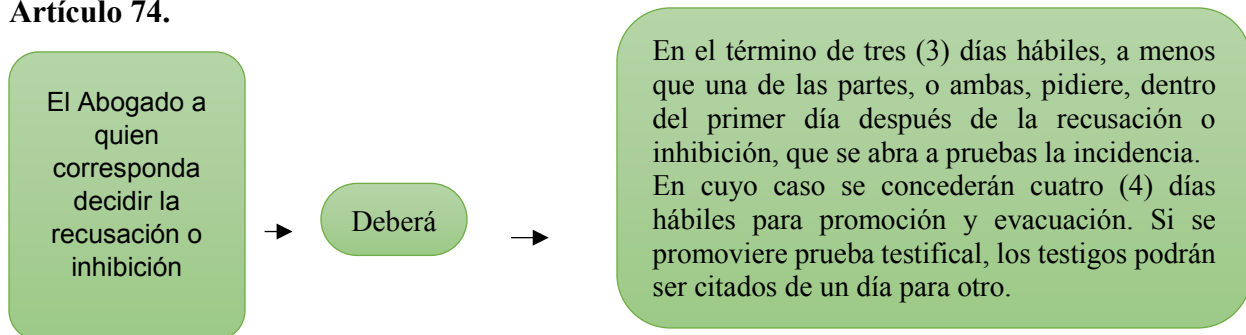 Artículo 74.
El Abogado a
quien
corresponda
decidir la
recusación o
inhibición
Deberá
En el término de tres (3) días hábiles, a menos
que una de las partes, o ambas, pidiere, dentro
del primer día después de la recusación o
inhibición, que se abra a pruebas la incidencia.
En cuyo caso se concederán cuatro (4) días
hábiles para promoción y evacuación. Si se
promoviere prueba testifical, los testigos podrán
ser citados de un día para otro.